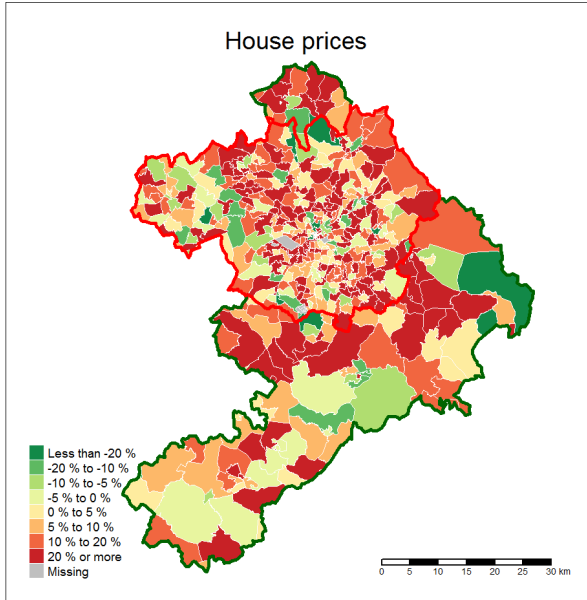 House prices
Less than -20 %
-20 % to -10 %
-10 % to -5 %
-5 % to 0 %
0 % to 5 %
5 % to 10 %
10 % to 20 %
20 % or more
Missing
0 5 10 15 20 25 30 km